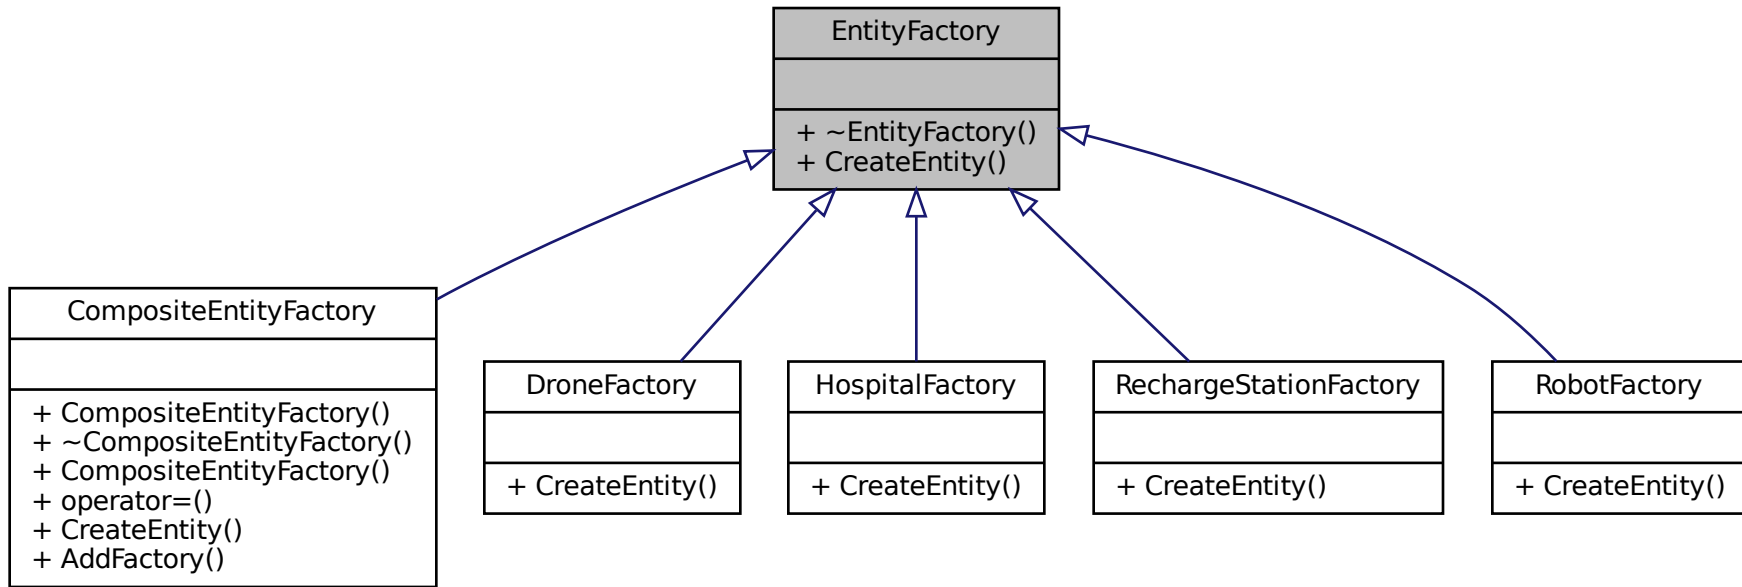 EntityFactory
+ ~EntityFactory()
+ CreateEntity()
CompositeEntityFactory
+ CompositeEntityFactory()
+ ~CompositeEntityFactory()
+ CompositeEntityFactory()
+ operator=()
+ CreateEntity()
+ AddFactory()
DroneFactory
+ CreateEntity()
HospitalFactory
+ CreateEntity()
RechargeStationFactory
+ CreateEntity()
RobotFactory
+ CreateEntity()